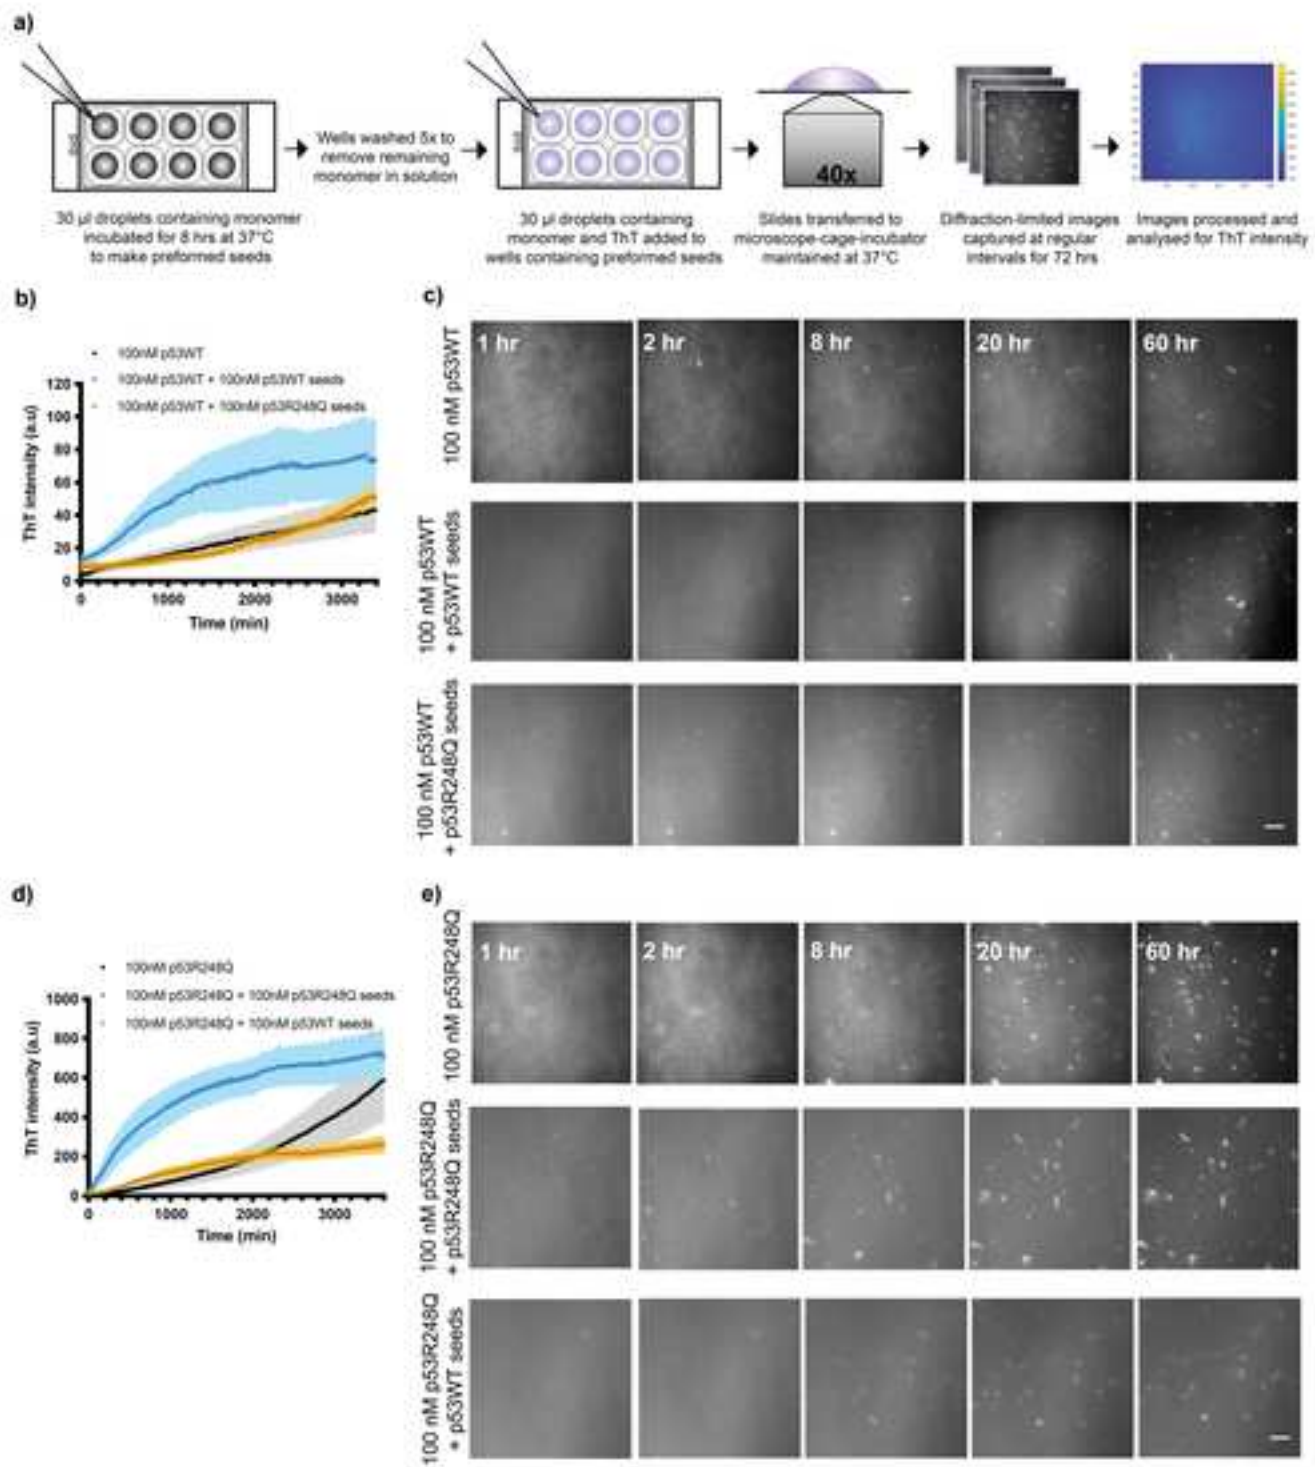 a)
Wells washed 5x to
remove remaining
monomer in solution
40x
30 µl droplets containing monomer
incubated for 8 hrs at 37°C
to make preformed seeds
30 µl droplets containing
monomer and ThT added to
wells containing preformed seeds
Slides transferred to
microscope-cage-incubator
maintained at 37°C
Diffraction-limited images
captured at regular
intervals for 72 hrs
Images processed and
analysed for ThT intensity
b)
100nM p53WT
100nM p53WT + 100nM p53WT seeds
100nM p53WT + 100nM p53R248Q seeds
ThT intensity (a.u)
120
100
80
60
40
20
0
0 1000 2000 3000
Time (min)
c)
1 hr 2 hr 8 hr 20 hr 60 hr
100 nM p53WT
100 nM p53WT
+ p53WT seeds
100 nM p53WT
+ p53R248Q seeds
d)
100nM p53R248Q
100nM p53R248Q + 100nM p53R248Q seeds
100nM p53R248Q + 100nM p53WT seeds
ThT intensity (a.u)
1000
800
600
400
200
0
0 1000 2000 3000
Time (min)
e)
1 hr 2 hr 8 hr 20 hr 60 hr
100 nM p53R248Q
100 nM p53R248Q
+ p53R248Q seeds
100 nM p53R248Q
+ p53WT seeds